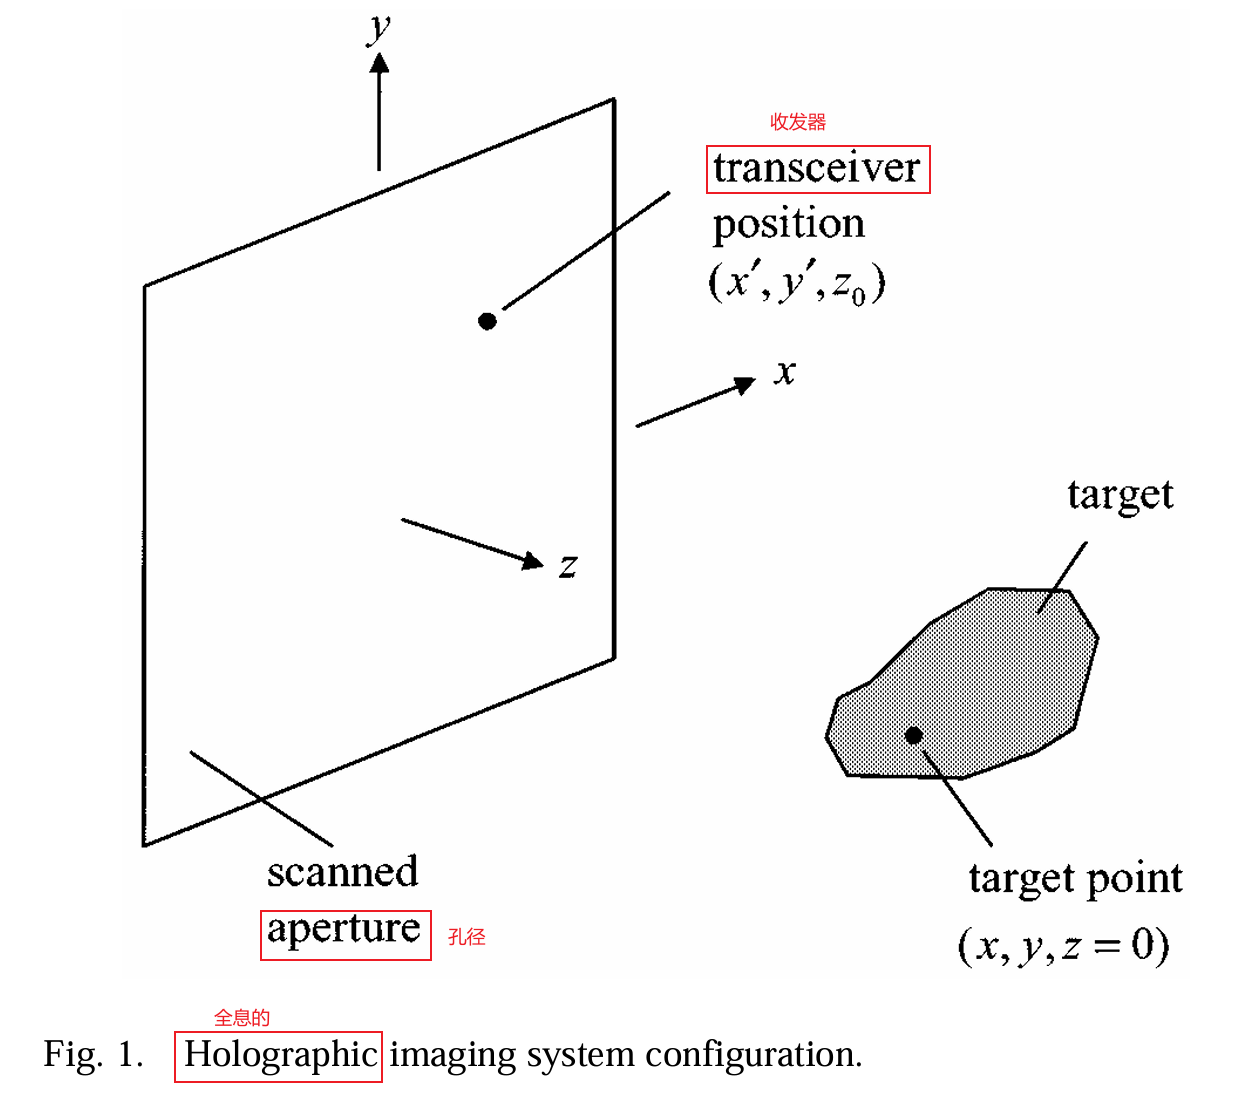 y
收发器
transceiver
position
(x′, y′, z₀)
x
z
target
scanned
aperture 孔径
target point
(x, y, z = 0)
全息的
Fig. 1. Holographic imaging system configuration.